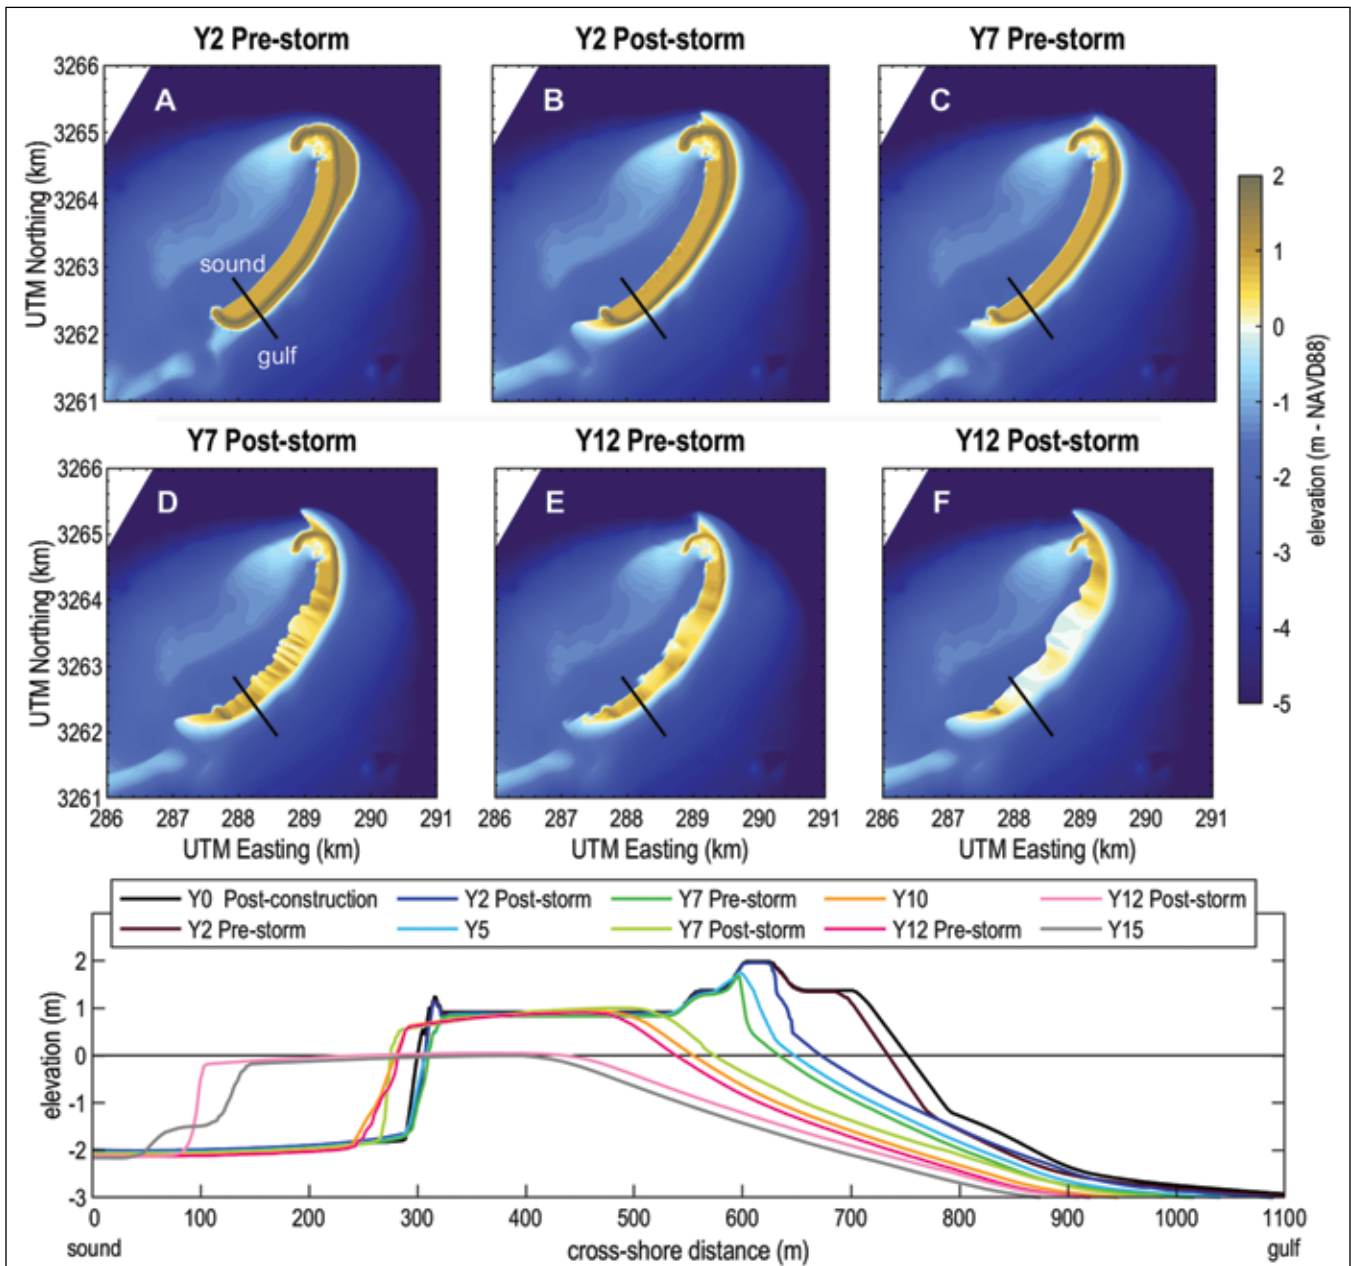 Y2 Pre-storm Y2 Post-storm Y7 Pre-storm
3266
3265
3264
3263
3262
3261
UTM Northing (km)
A
sound
gulf
B
C
2
1
0
-1
-2
-3
-4
-5
elevation (m - NAVD88)
Y7 Post-storm Y12 Pre-storm Y12 Post-storm
3266
3265
3264
3263
3262
3261
UTM Northing (km)
D
E
F
286 287 288 289 290 291 286 287 288 289 290 291 286 287 288 289 290 291
UTM Easting (km) UTM Easting (km) UTM Easting (km)
Y0 Post-construction Y2 Post-storm Y7 Pre-storm Y10 Y12 Post-storm
Y2 Pre-storm Y5 Y7 Post-storm Y12 Pre-storm Y15
2
1
0
-1
-2
-3
elevation (m)
0 100 200 300 400 500 600 700 800 900 1000 1100
sound cross-shore distance (m) gulf